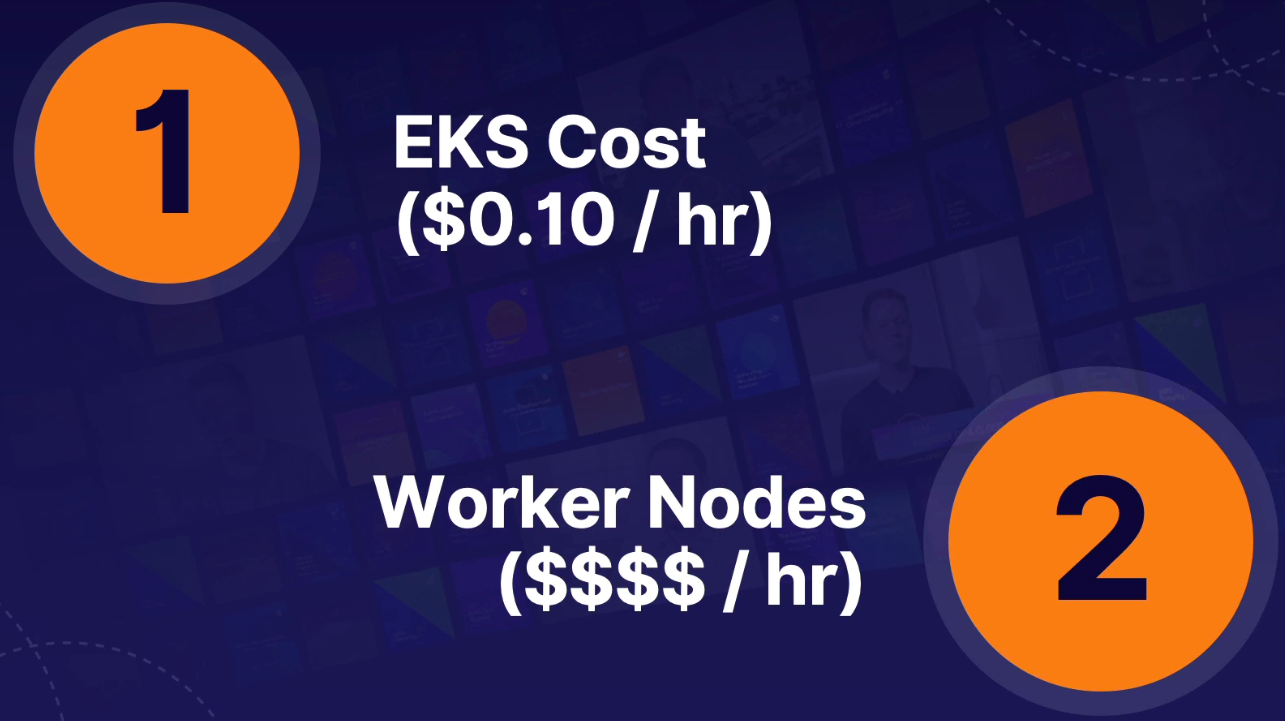 1
EKS Cost
($0.10 / hr)
Worker Nodes
($$$$ / hr)
2